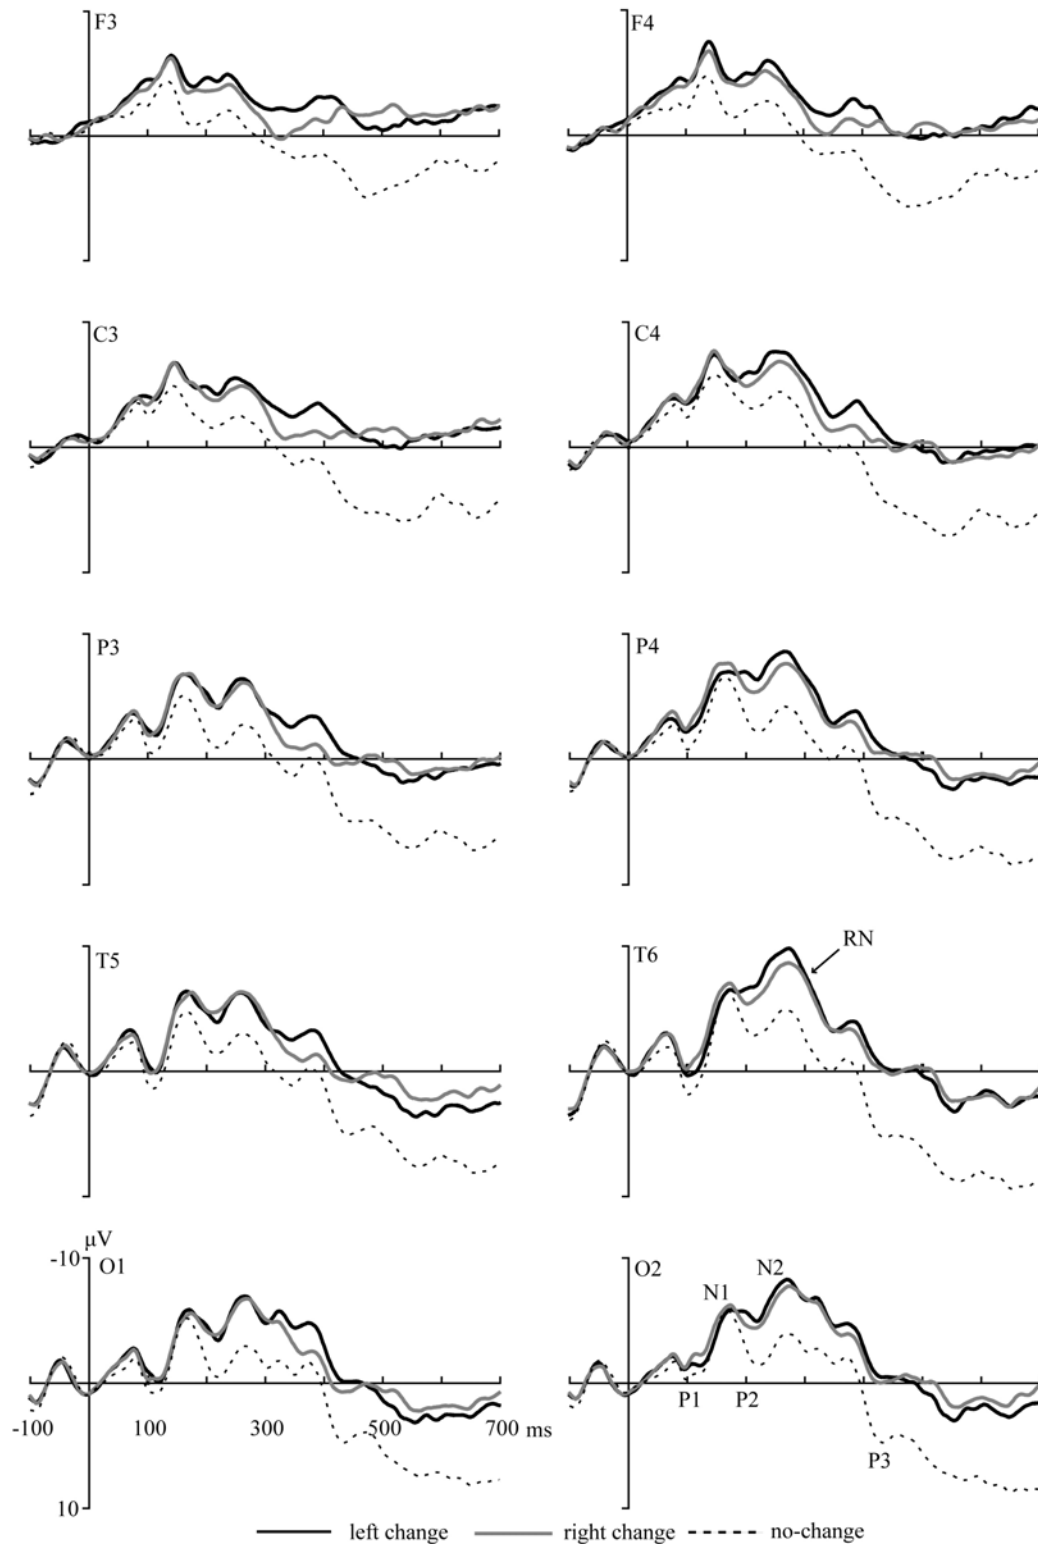 F3 F4
C3 C4
P3 P4
T5 T6 RN
µV
-10 O1 O2 N1 N2
P1 P2
-100 100 300 500 700 ms
P3
10
left change right change no-change